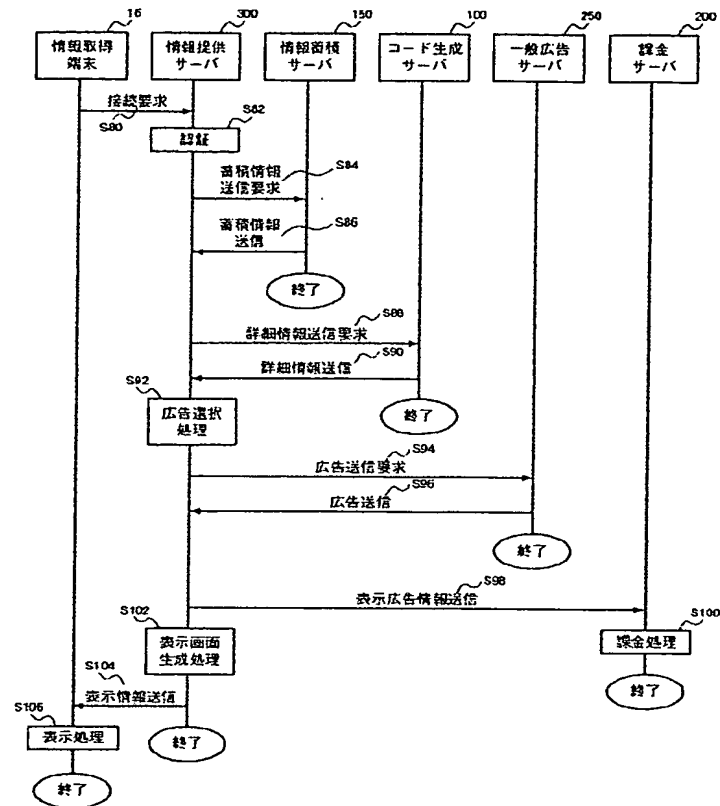 16
300
150
100
250
200
情報取得
端末
情報提供
サーバ
情報蓄積
サーバ
コード生成
サーバ
一般広告
サーバ
課金
サーバ
接続要求
S80
S82
認証
蓄積情報
送信要求
S84
蓄積情報
送信
S86
終了
S88
詳細情報送信要求
S90
詳細情報送信
S92
広告選択
処理
終了
S94
広告送信要求
S96
広告送信
終了
S98
表示広告情報送信
S102
表示画面
生成処理
S100
課金処理
S104
表示情報送信
終了
S106
表示処理
終了
終了